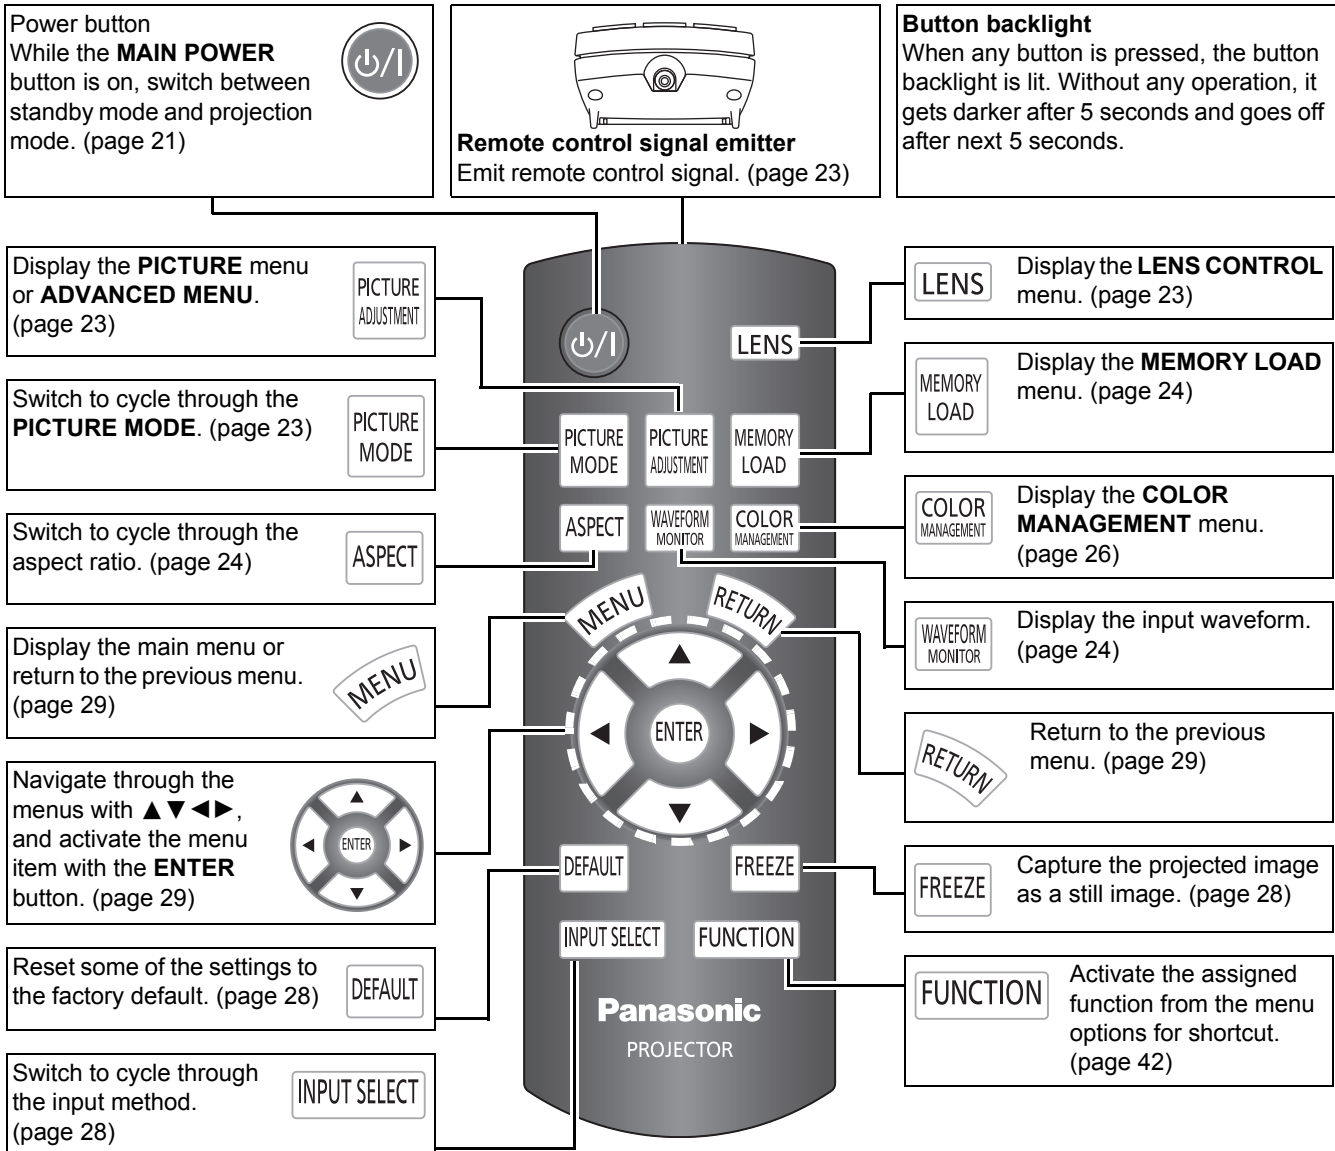 Power button
While the MAIN POWER
button is on, switch between
standby mode and projection
mode. (page 21)
Remote control signal emitter
Emit remote control signal. (page 23)
Button backlight
When any button is pressed, the button
backlight is lit. Without any operation, it
gets darker after 5 seconds and goes off
after next 5 seconds.
Display the PICTURE menu
or ADVANCED MENU.
(page 23)
PICTURE
ADJUSTMENT
Switch to cycle through the
PICTURE MODE. (page 23)
PICTURE
MODE
Switch to cycle through the
aspect ratio. (page 24)
ASPECT
Display the main menu or
return to the previous menu.
(page 29)
MENU
Navigate through the
menus with ▲▼◀▶,
and activate the menu
item with the ENTER
button. (page 29)
ENTER
Reset some of the settings to
the factory default. (page 28)
DEFAULT
Switch to cycle through
the input method.
(page 28)
INPUT SELECT
LENS
PICTURE
MODE
PICTURE
ADJUSTMENT
MEMORY
LOAD
ASPECT
WAVEFORM
MONITOR
COLOR
MANAGEMENT
MENU
RETURN
ENTER
DEFAULT
FREEZE
INPUT SELECT
FUNCTION
Panasonic
PROJECTOR
LENS
Display the LENS CONTROL
menu. (page 23)
MEMORY
LOAD
Display the MEMORY LOAD
menu. (page 24)
COLOR
MANAGEMENT
Display the COLOR
MANAGEMENT menu.
(page 26)
WAVEFORM
MONITOR
Display the input waveform.
(page 24)
RETURN
Return to the previous
menu. (page 29)
FREEZE
Capture the projected image
as a still image. (page 28)
FUNCTION
Activate the assigned
function from the menu
options for shortcut.
(page 42)